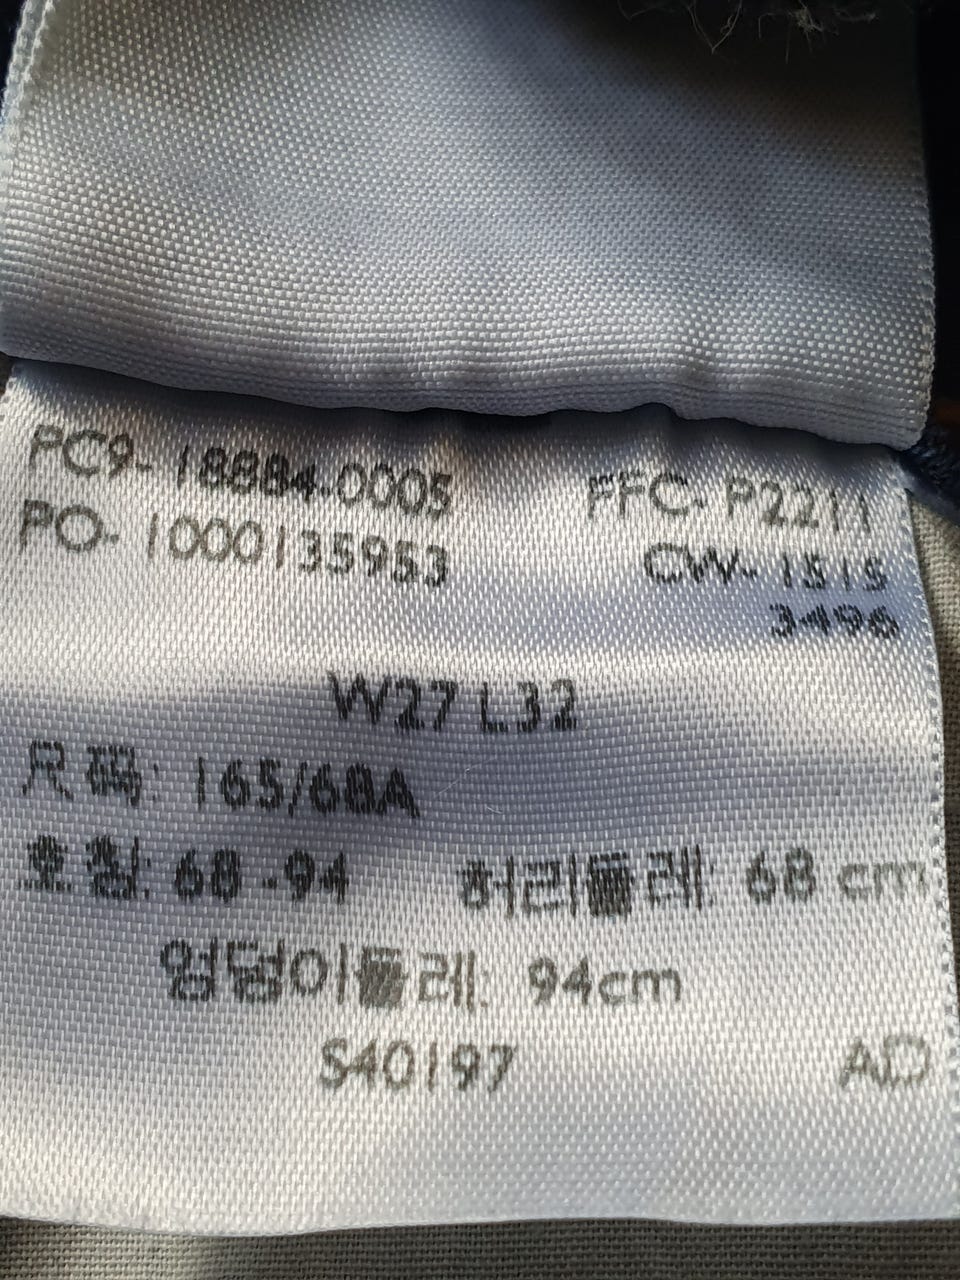 PC9-18884-0005 FFC-P2211
PO-1000135953 CW-1515
3496
W27 L32
尺码: 165/68A
호칭: 68-94 허리둘레: 68 cm
엉덩이둘레: 94cm
S40197 AD